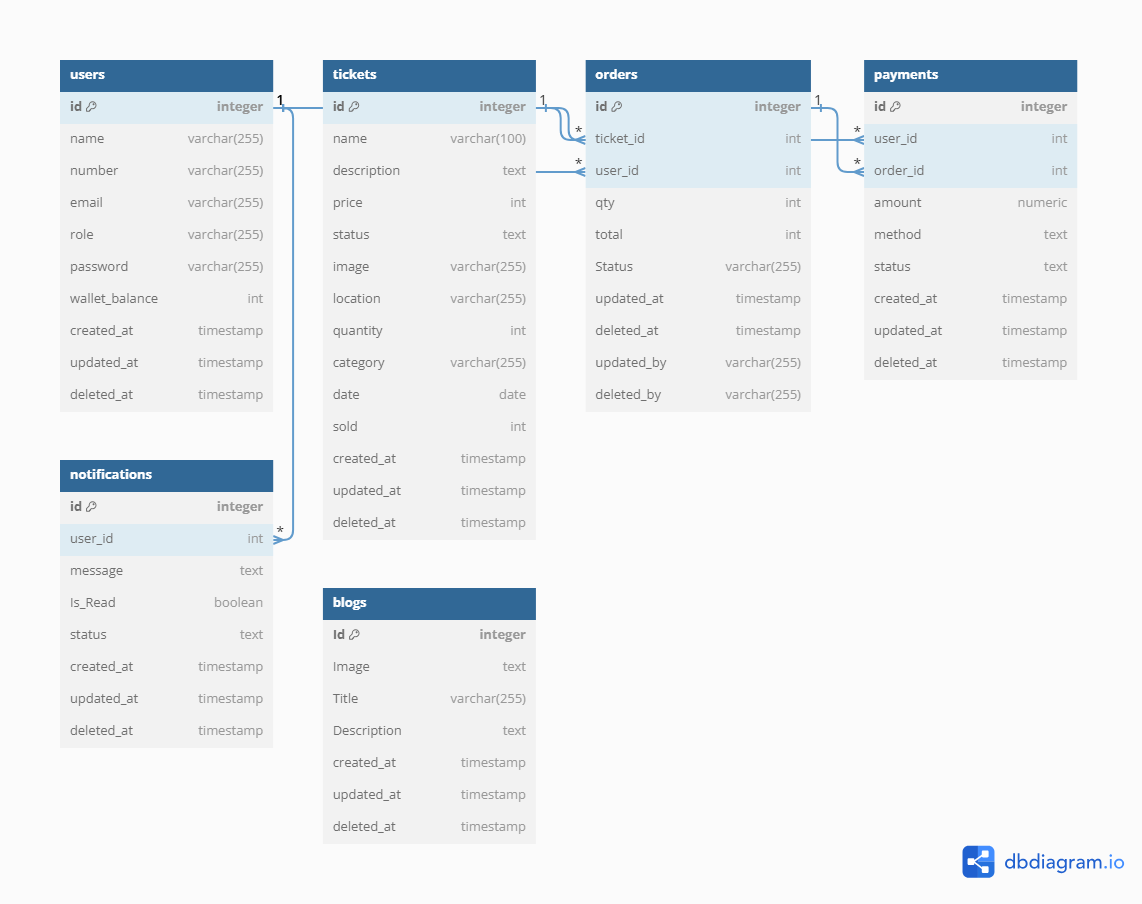 users
id integer
name varchar(255)
number varchar(255)
email varchar(255)
role varchar(255)
password varchar(255)
wallet_balance int
created_at timestamp
updated_at timestamp
deleted_at timestamp
1
tickets
id integer
name varchar(100)
description text
price int
status text
image varchar(255)
location varchar(255)
quantity int
category varchar(255)
date date
sold int
created_at timestamp
updated_at timestamp
deleted_at timestamp
1
*
*
orders
id integer
ticket_id int
user_id int
qty int
total int
Status varchar(255)
updated_at timestamp
deleted_at timestamp
updated_by varchar(255)
deleted_by varchar(255)
1
*
*
payments
id integer
user_id int
order_id int
amount numeric
method text
status text
created_at timestamp
updated_at timestamp
deleted_at timestamp
notifications
id integer
user_id int
message text
Is_Read boolean
status text
created_at timestamp
updated_at timestamp
deleted_at timestamp
*
blogs
Id integer
Image text
Title varchar(255)
Description text
created_at timestamp
updated_at timestamp
deleted_at timestamp
dbdiagram.io